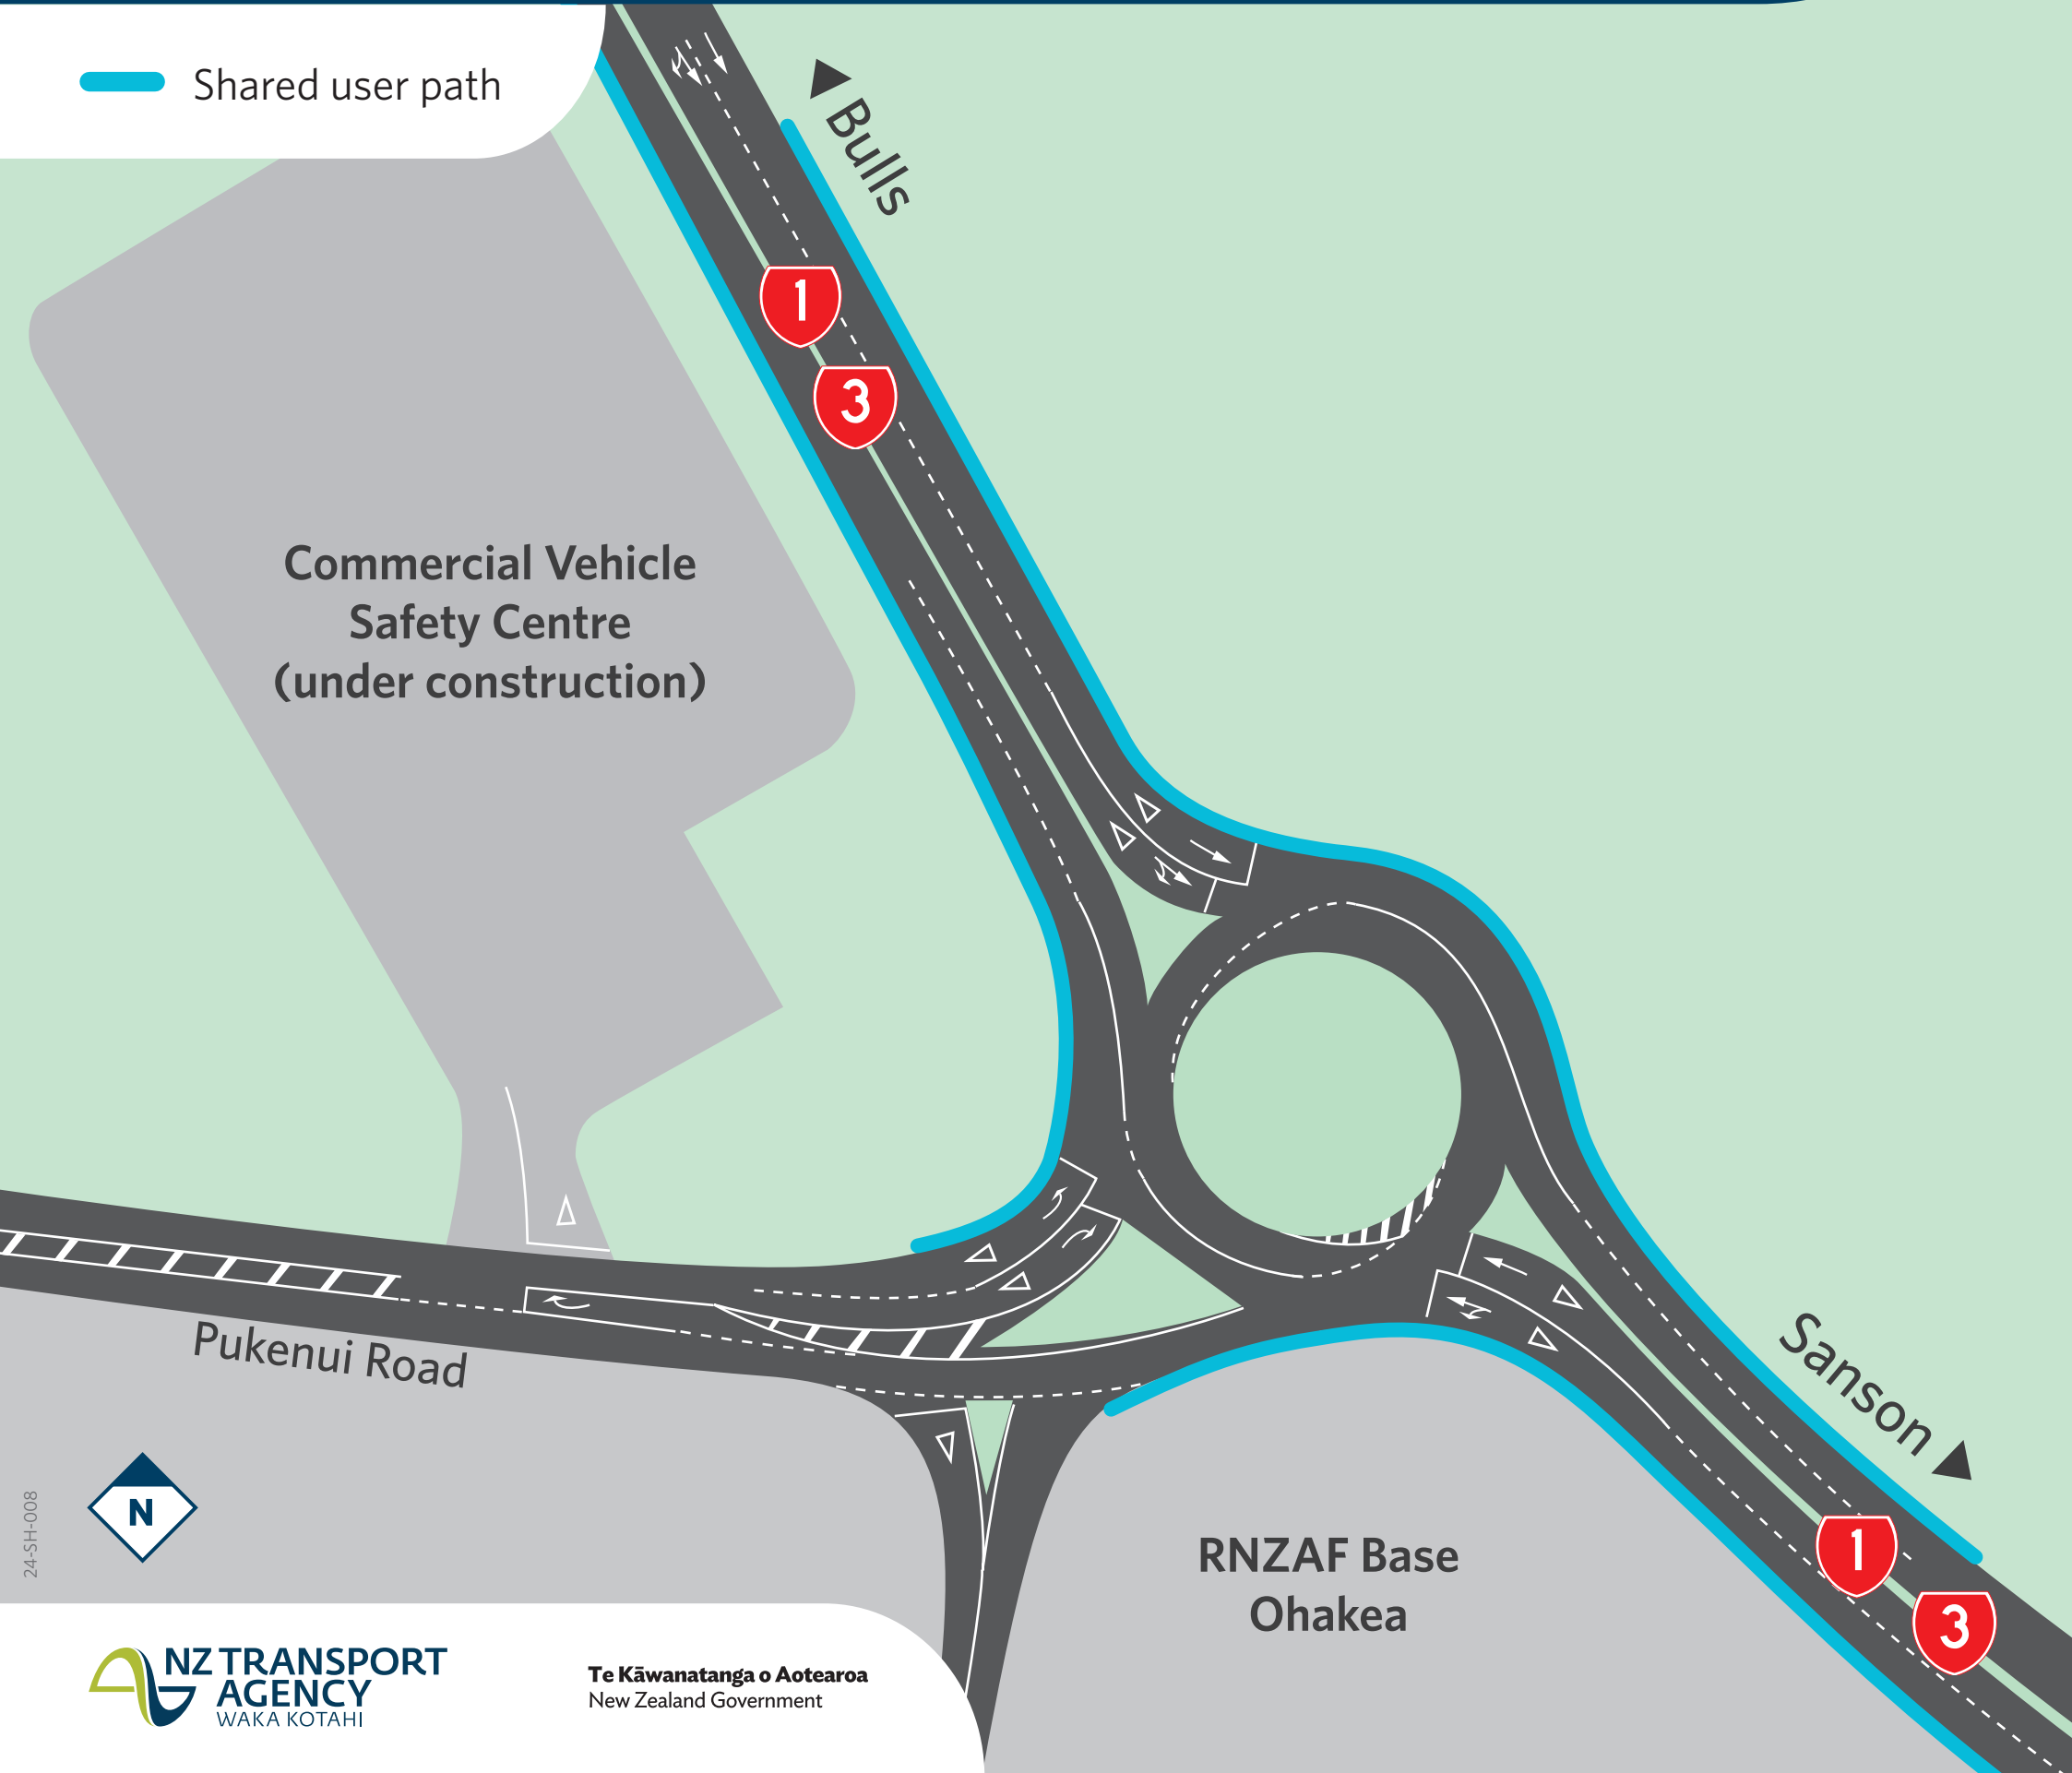 Shared user path
Bulls
1
3
Commercial Vehicle
Safety Centre
(under construction)
Pukenui Road
Sanson
1
3
N
24-SH-008
RNZAF Base
Ohakea
NZ TRANSPORT
AGENCY
WAKA KOTAHI
Te Kāwanatanga o Aotearoa
New Zealand Government